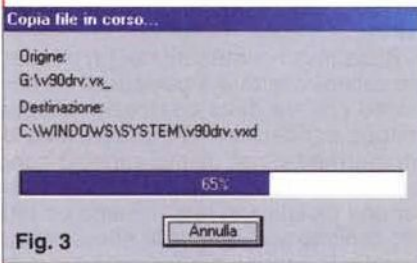 Copia file in corso...
Origine:
G:\v90drv.vx_
Destinazione:
C:\WINDOWS\SYSTEM\v90drv.vxd
65%
Annulla
Fig. 3